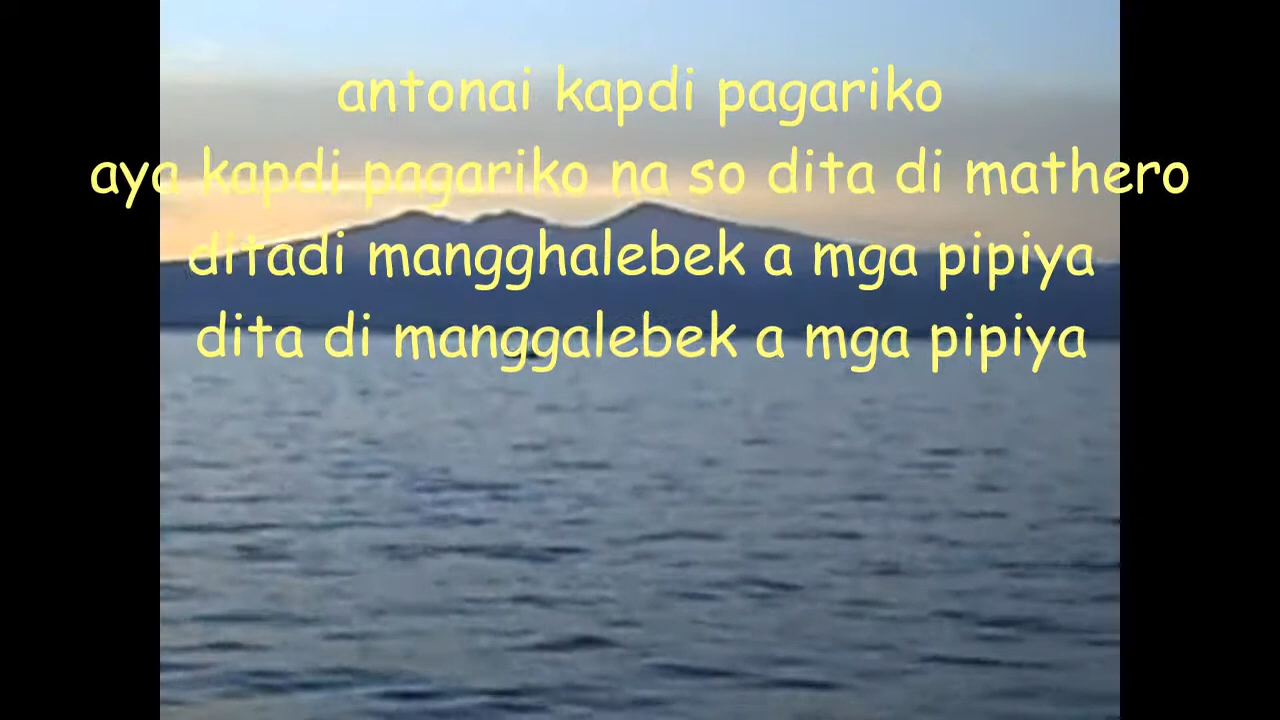 antonai kapdi pagariko
aya kapdi pagariko na so dita di mathero
ditadi mangghalebek a mga pipiya
dita di manggalebek a mga pipiya